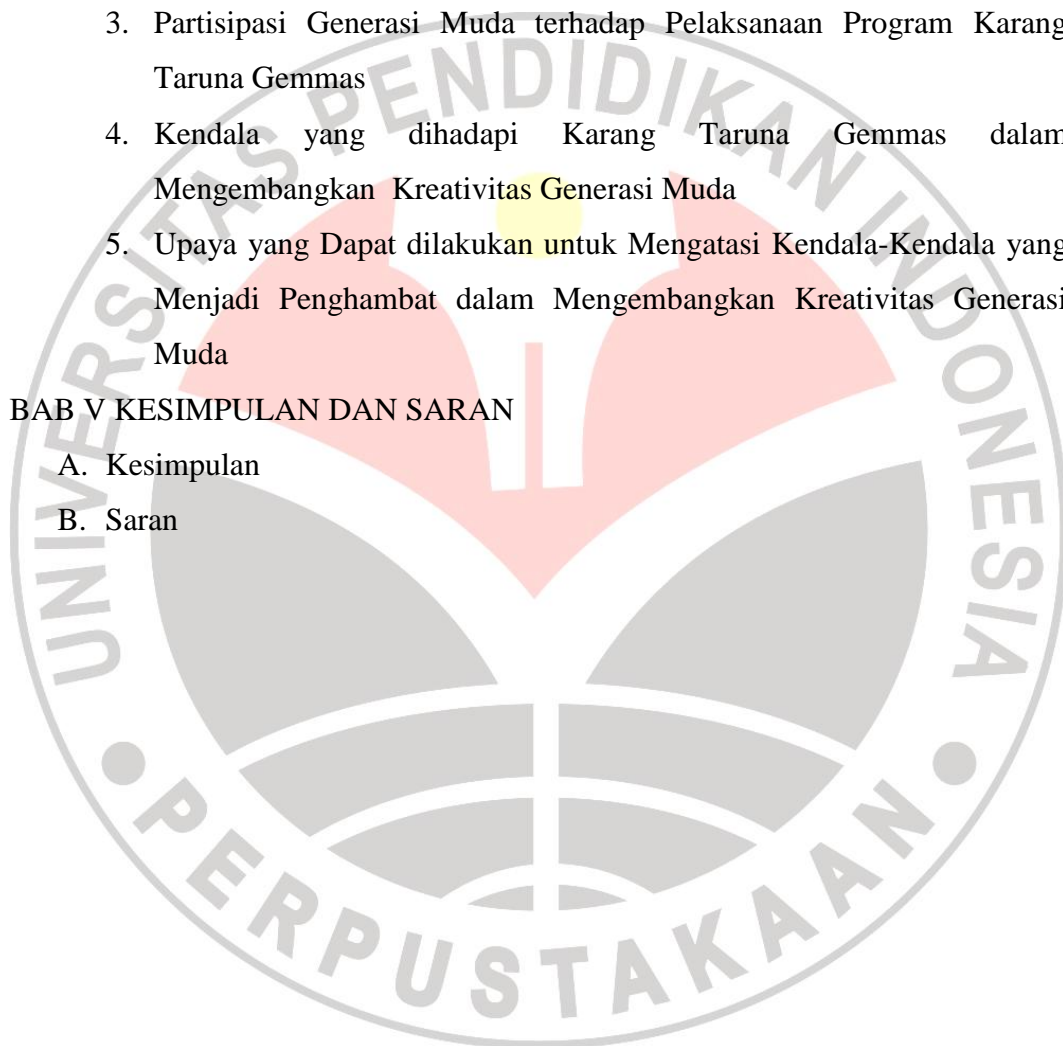 3. Partisipasi Generasi Muda terhadap Pelaksanaan Program Karang
Taruna Gemmas
4. Kendala yang dihadapi Karang Taruna Gemmas dalam
Mengembangkan Kreativitas Generasi Muda
5. Upaya yang Dapat dilakukan untuk Mengatasi Kendala-Kendala yang
Menjadi Penghambat dalam Mengembangkan Kreativitas Generasi
Muda
BAB V KESIMPULAN DAN SARAN
A. Kesimpulan
B. Saran
UNIVERSITAS PENDIDIKAN INDONESIA
PERPUSTAKAAN